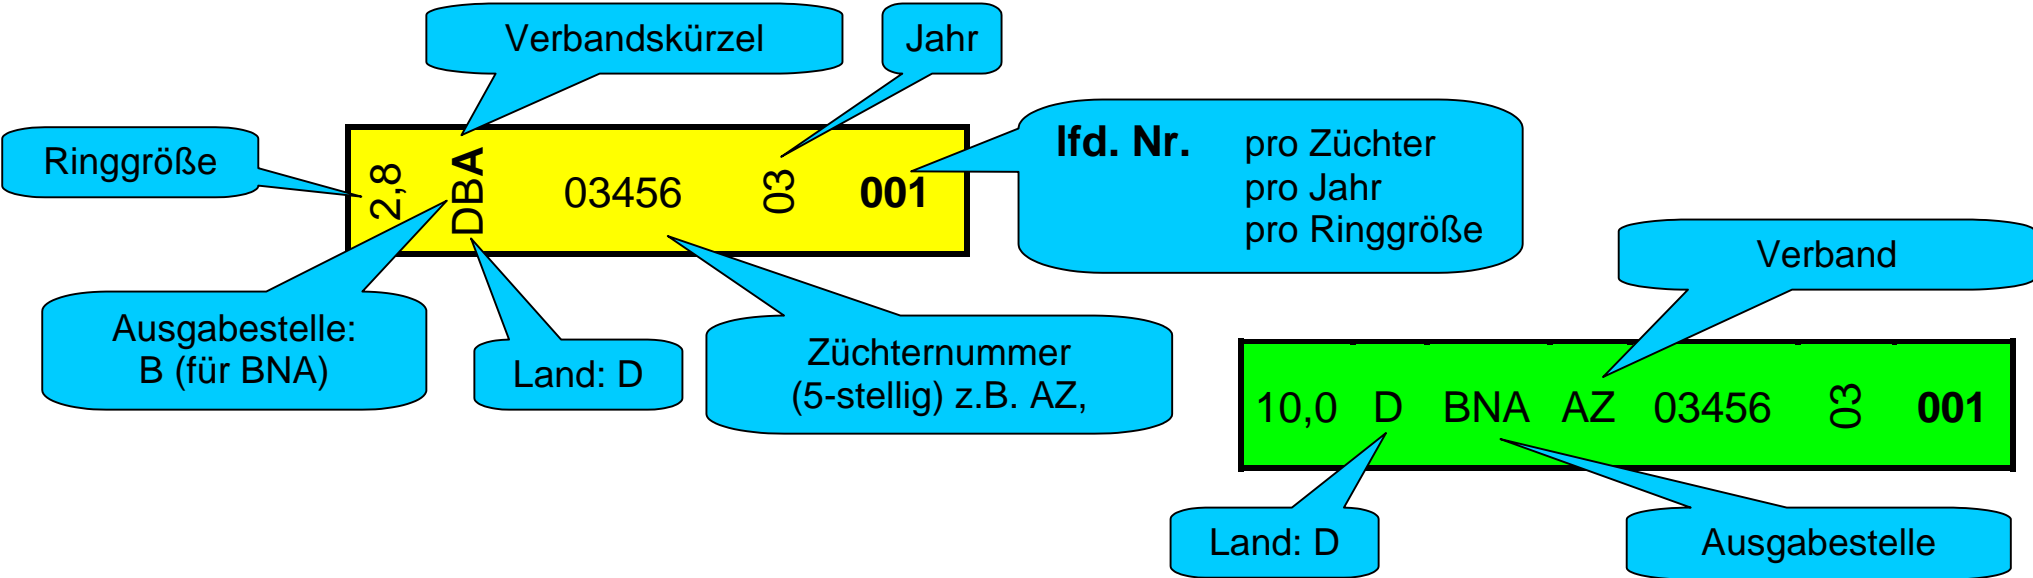 Verbandskürzel
Jahr
Ringgröße
2,8 DBA 03456 03 001
lfd. Nr. pro Züchter
pro Jahr
pro Ringgröße
Ausgabestelle:
B (für BNA)
Land: D
Züchternummer
(5-stellig) z.B. AZ,
Verband
10,0 D BNA AZ 03456 03 001
Land: D
Ausgabestelle